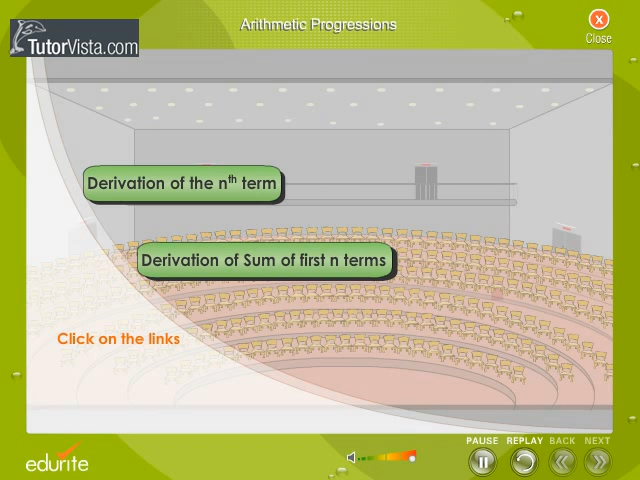 Arithmetic Progressions
x
Close
TutorVista.com
Derivation of the nth term
Derivation of Sum of first n terms
Click on the links
PAUSE REPLAY BACK NEXT
edurite